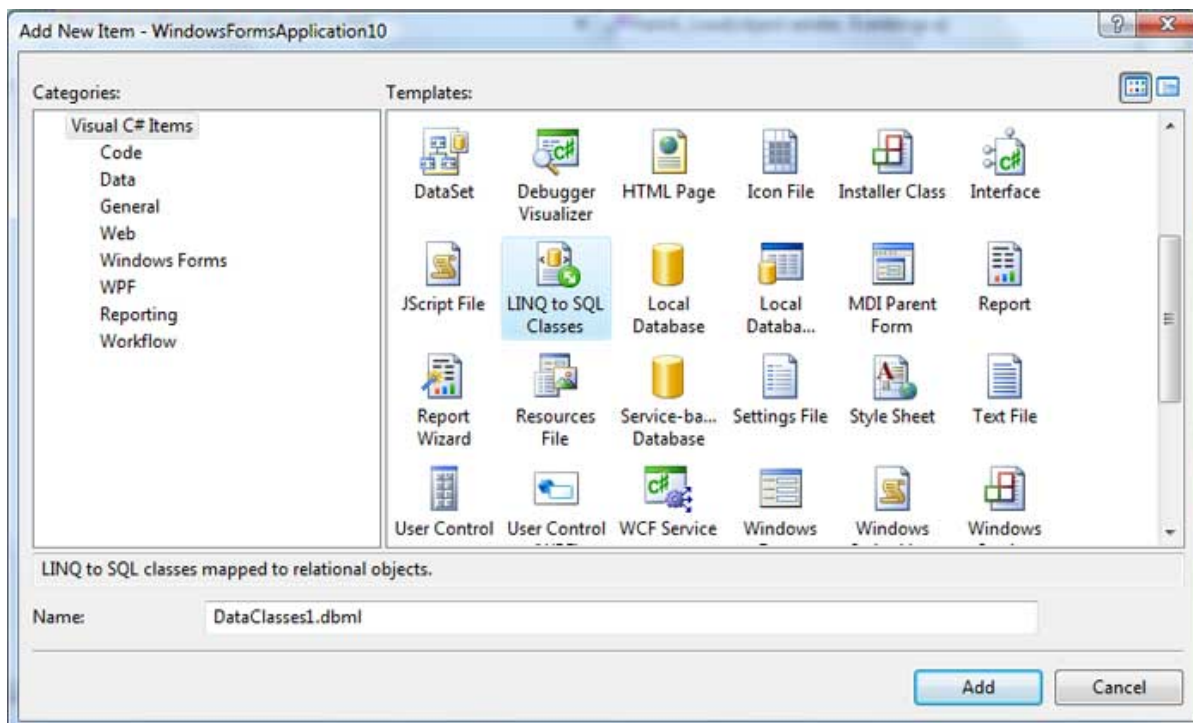 Add New Item - WindowsFormsApplication10
Categories:
Templates:
Visual C# Items
Code
Data
General
Web
Windows Forms
WPF
Reporting
Workflow
DataSet
Debugger
Visualizer
HTML Page
Icon File
Installer Class
Interface
JScript File
LINQ to SQL
Classes
Local
Database
Local
Databa...
MDI Parent
Form
Report
Report
Wizard
Resources
File
Service-ba...
Database
Settings File
Style Sheet
Text File
User Control
User Control
WCF Service
Windows
Windows
Windows
LINQ to SQL classes mapped to relational objects.
Name:
DataClasses1.dbml
Add
Cancel